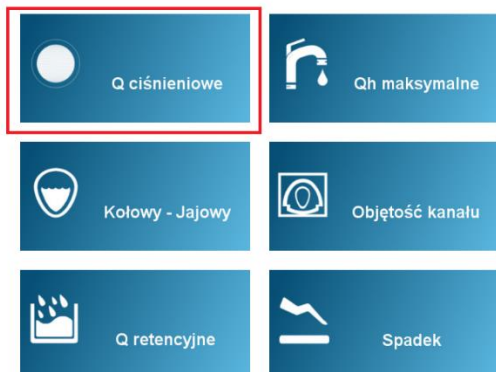 Q ciśnieniowe
Qh maksymalne
Kołowy - Jajowy
Objętość kanału
Q retencyjne
Spadek